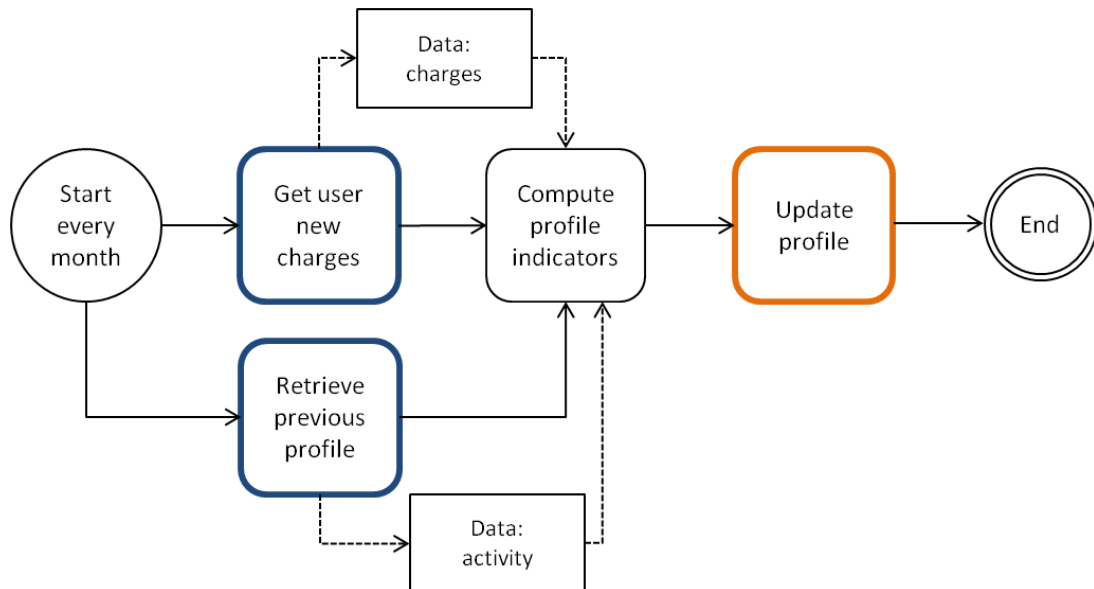 Data:
charges
Start
every
month
Get user
new
charges
Compute
profile
indicators
Update
profile
End
Retrieve
previous
profile
Data:
activity